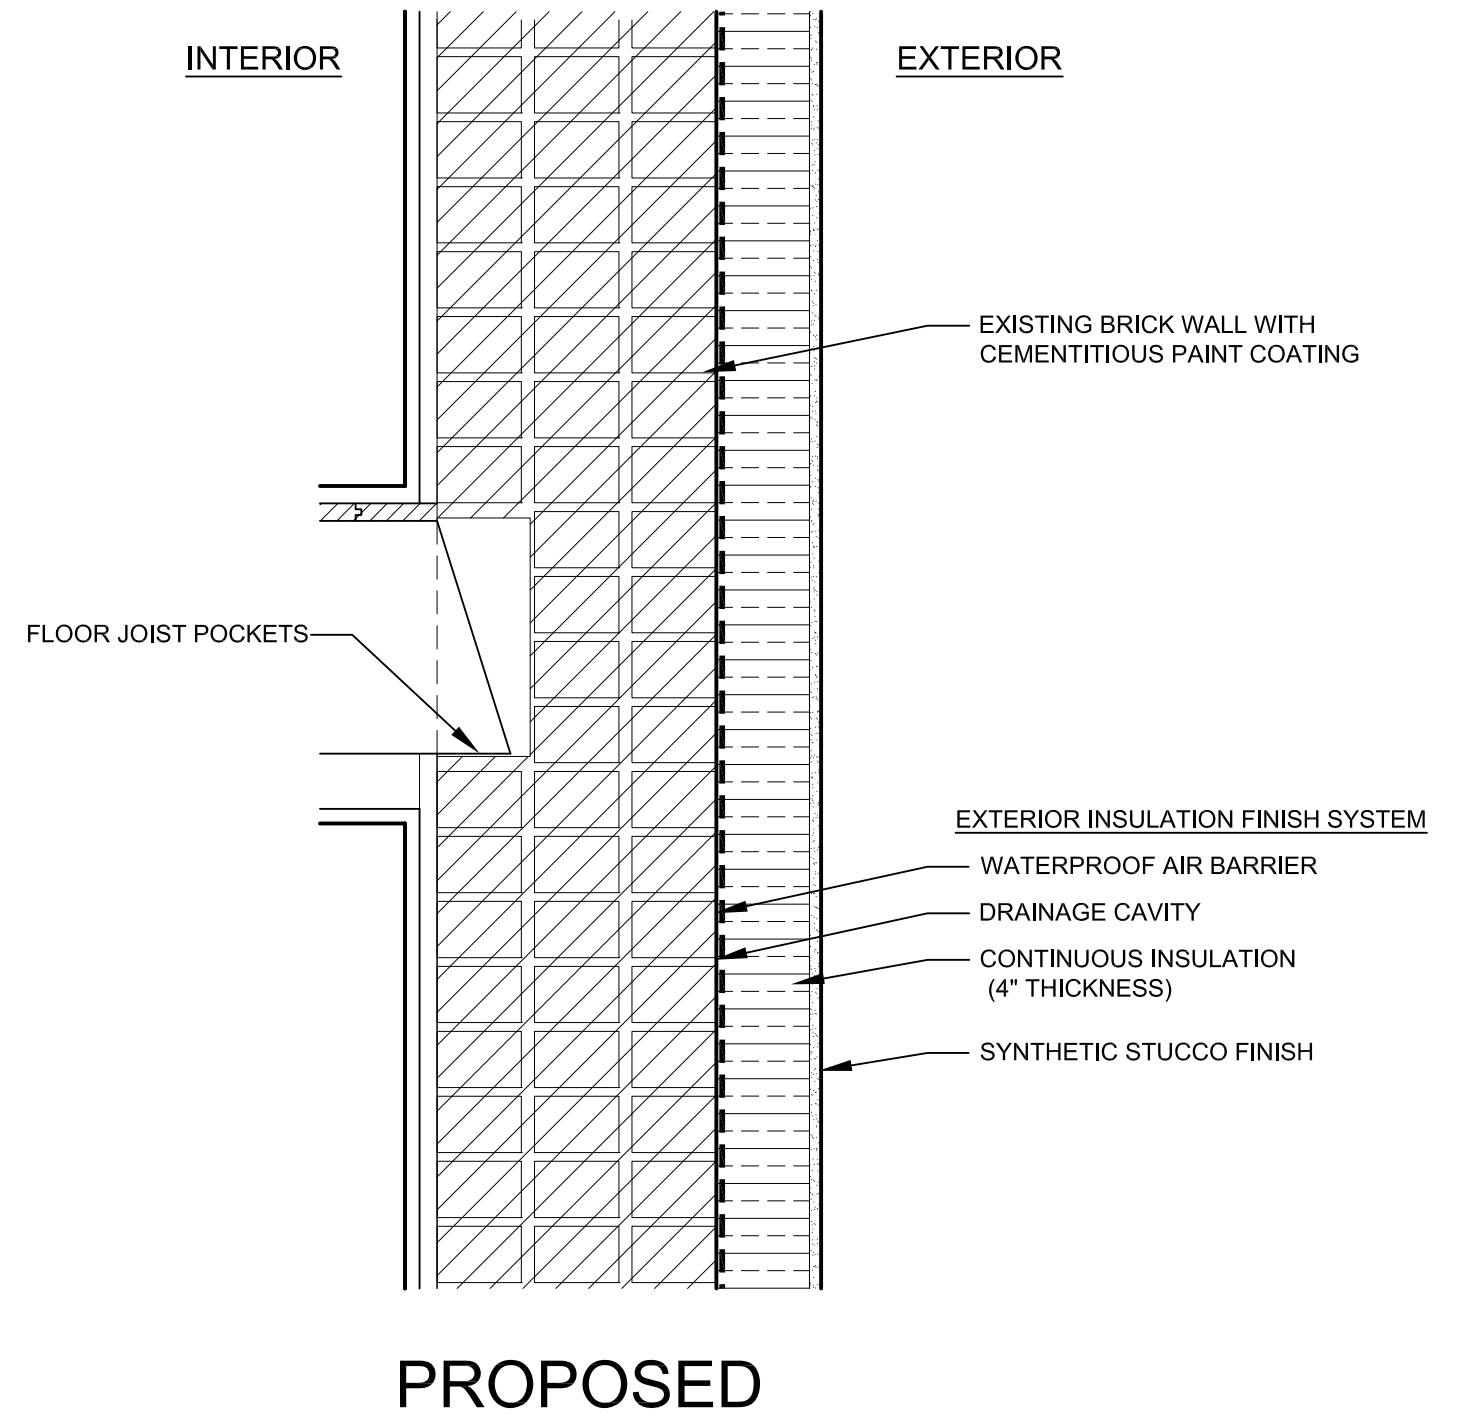 INTERIOR
EXTERIOR
EXISTING BRICK WALL WITH
CEMENTITIOUS PAINT COATING
FLOOR JOIST POCKETS
EXTERIOR INSULATION FINISH SYSTEM
WATERPROOF AIR BARRIER
DRAINAGE CAVITY
CONTINUOUS INSULATION
(4" THICKNESS)
SYNTHETIC STUCCO FINISH
PROPOSED